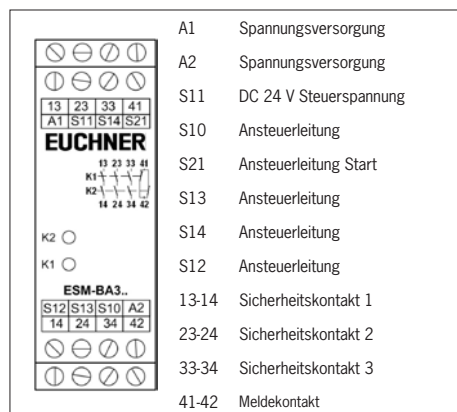 13 23 33 41
A1 S11 S14 S21
EUCHNER
13 23 33 41
K1
K2
14 24 34 42
K2
K1
ESM-BA3..
S12 S13 S10 A2
14 24 34 42
A1 Spannungsversorgung
A2 Spannungsversorgung
S11 DC 24 V Steuerspannung
S10 Ansteuerleitung
S21 Ansteuerleitung Start
S13 Ansteuerleitung
S14 Ansteuerleitung
S12 Ansteuerleitung
13-14 Sicherheitskontakt 1
23-24 Sicherheitskontakt 2
33-34 Sicherheitskontakt 3
41-42 Meldekontakt